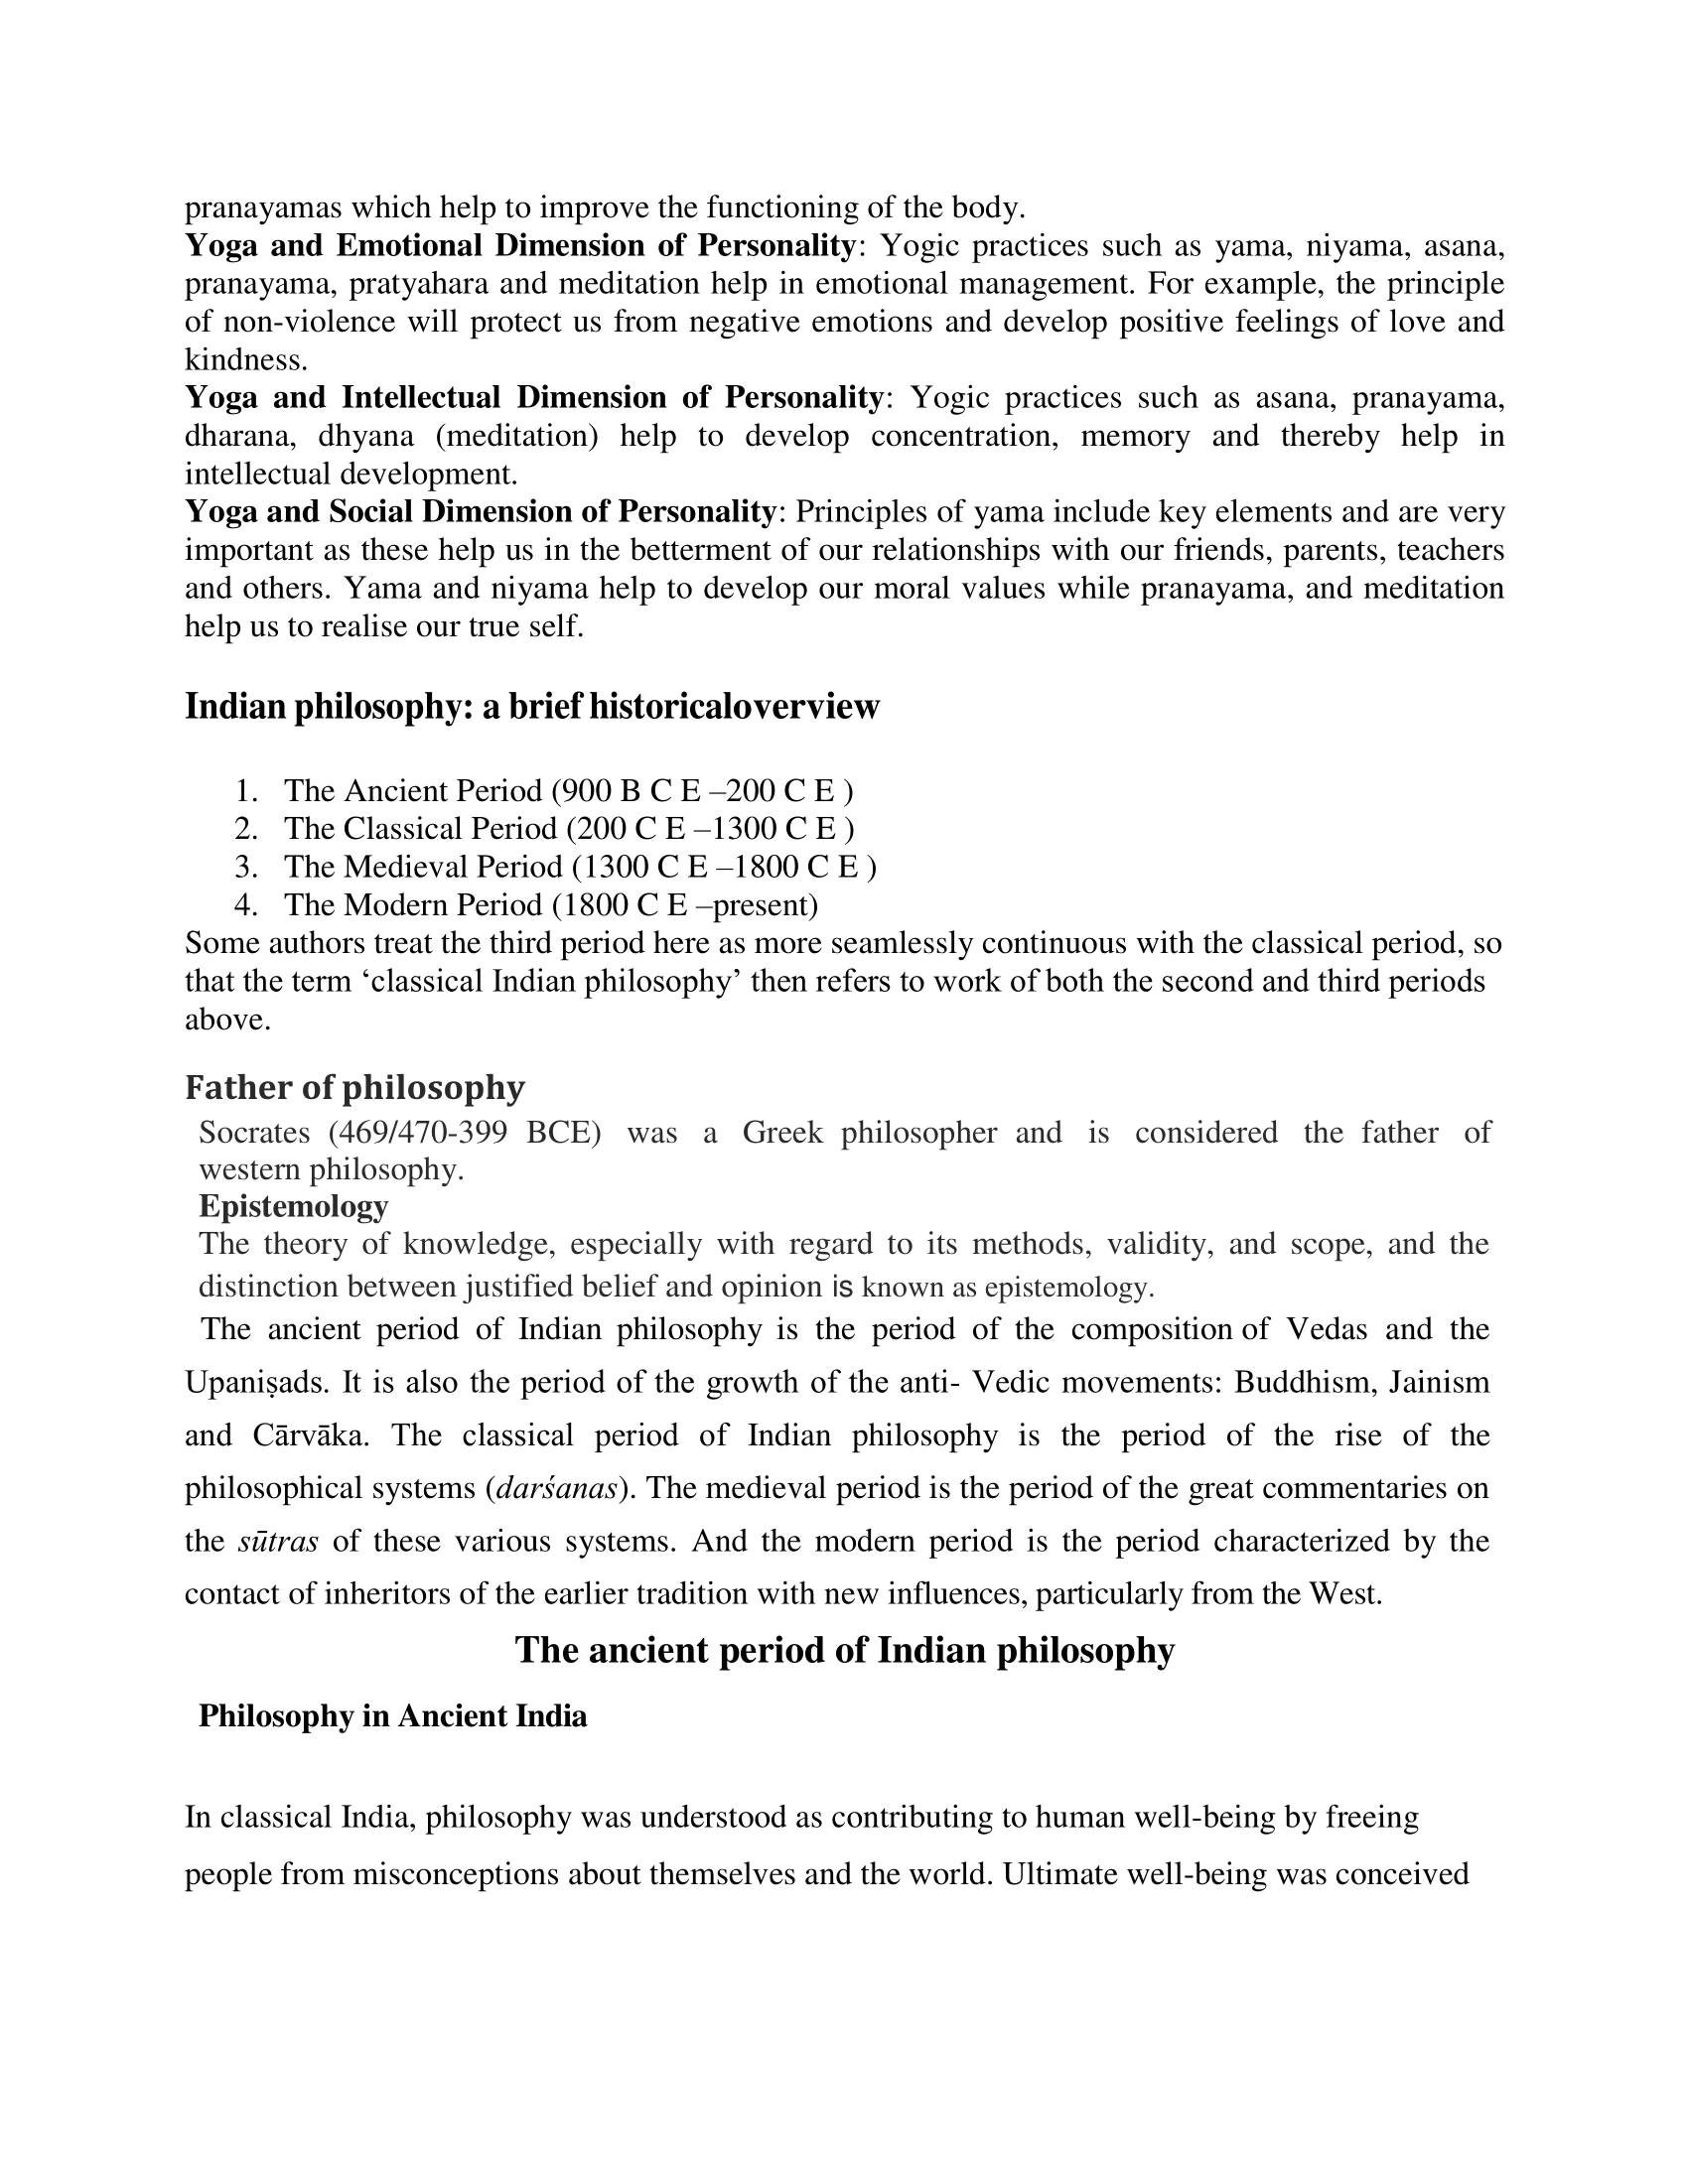 pranayamas which help to improve the functioning of the body.
Yoga and Emotional Dimension of Personality: Yogic practices such as yama, niyama, asana,
pranayama, pratyahara and meditation help in emotional management. For example, the principle
of non-violence will protect us from negative emotions and develop positive feelings of love and
kindness.
Yoga and Intellectual Dimension of Personality: Yogic practices such as asana, pranayama,
dharana, dhyana (meditation) help to develop concentration, memory and thereby help in
intellectual development.
Yoga and Social Dimension of Personality: Principles of yama include key elements and are very
important as these help us in the betterment of our relationships with our friends, parents, teachers
and others. Yama and niyama help to develop our moral values while pranayama, and meditation
help us to realise our true self.
Indian philosophy: a brief historicaloverview
1. The Ancient Period (900 B C E –200 C E )
2. The Classical Period (200 C E –1300 C E )
3. The Medieval Period (1300 C E –1800 C E )
4. The Modern Period (1800 C E –present)
Some authors treat the third period here as more seamlessly continuous with the classical period, so
that the term ‘classical Indian philosophy’ then refers to work of both the second and third periods
above.
Father of philosophy
Socrates (469/470-399 BCE) was a Greek philosopher and is considered the father of
western philosophy.
Epistemology
The theory of knowledge, especially with regard to its methods, validity, and scope, and the
distinction between justified belief and opinion is known as epistemology.
The ancient period of Indian philosophy is the period of the composition of Vedas and the
Upaniṣads. It is also the period of the growth of the anti- Vedic movements: Buddhism, Jainism
and Cārvāka. The classical period of Indian philosophy is the period of the rise of the
philosophical systems (darśanas). The medieval period is the period of the great commentaries on
the sūtras of these various systems. And the modern period is the period characterized by the
contact of inheritors of the earlier tradition with new influences, particularly from the West.
The ancient period of Indian philosophy
Philosophy in Ancient India
In classical India, philosophy was understood as contributing to human well-being by freeing
people from misconceptions about themselves and the world. Ultimate well-being was conceived